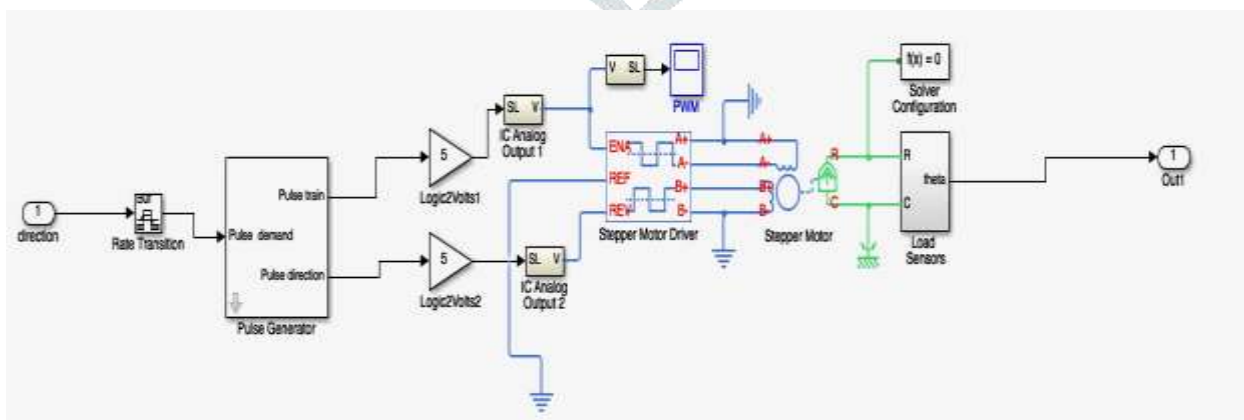 1
direction
Rate Transition
Pulse train
Pulse demand
Pulse direction
Pulse Generator
5
Logic2Volts1
5
Logic2Volts2
SL V
IC Analog
Output 1
SL V
IC Analog
Output 2
V SL
PWM
ENA
REF
REV
A+
A-
B+
B-
Stepper Motor Driver
A+
A-
B+
B-
Stepper Motor
R
C
f(x) = 0
Solver
Configuration
R
C
theta
Load
Sensors
1
Out1